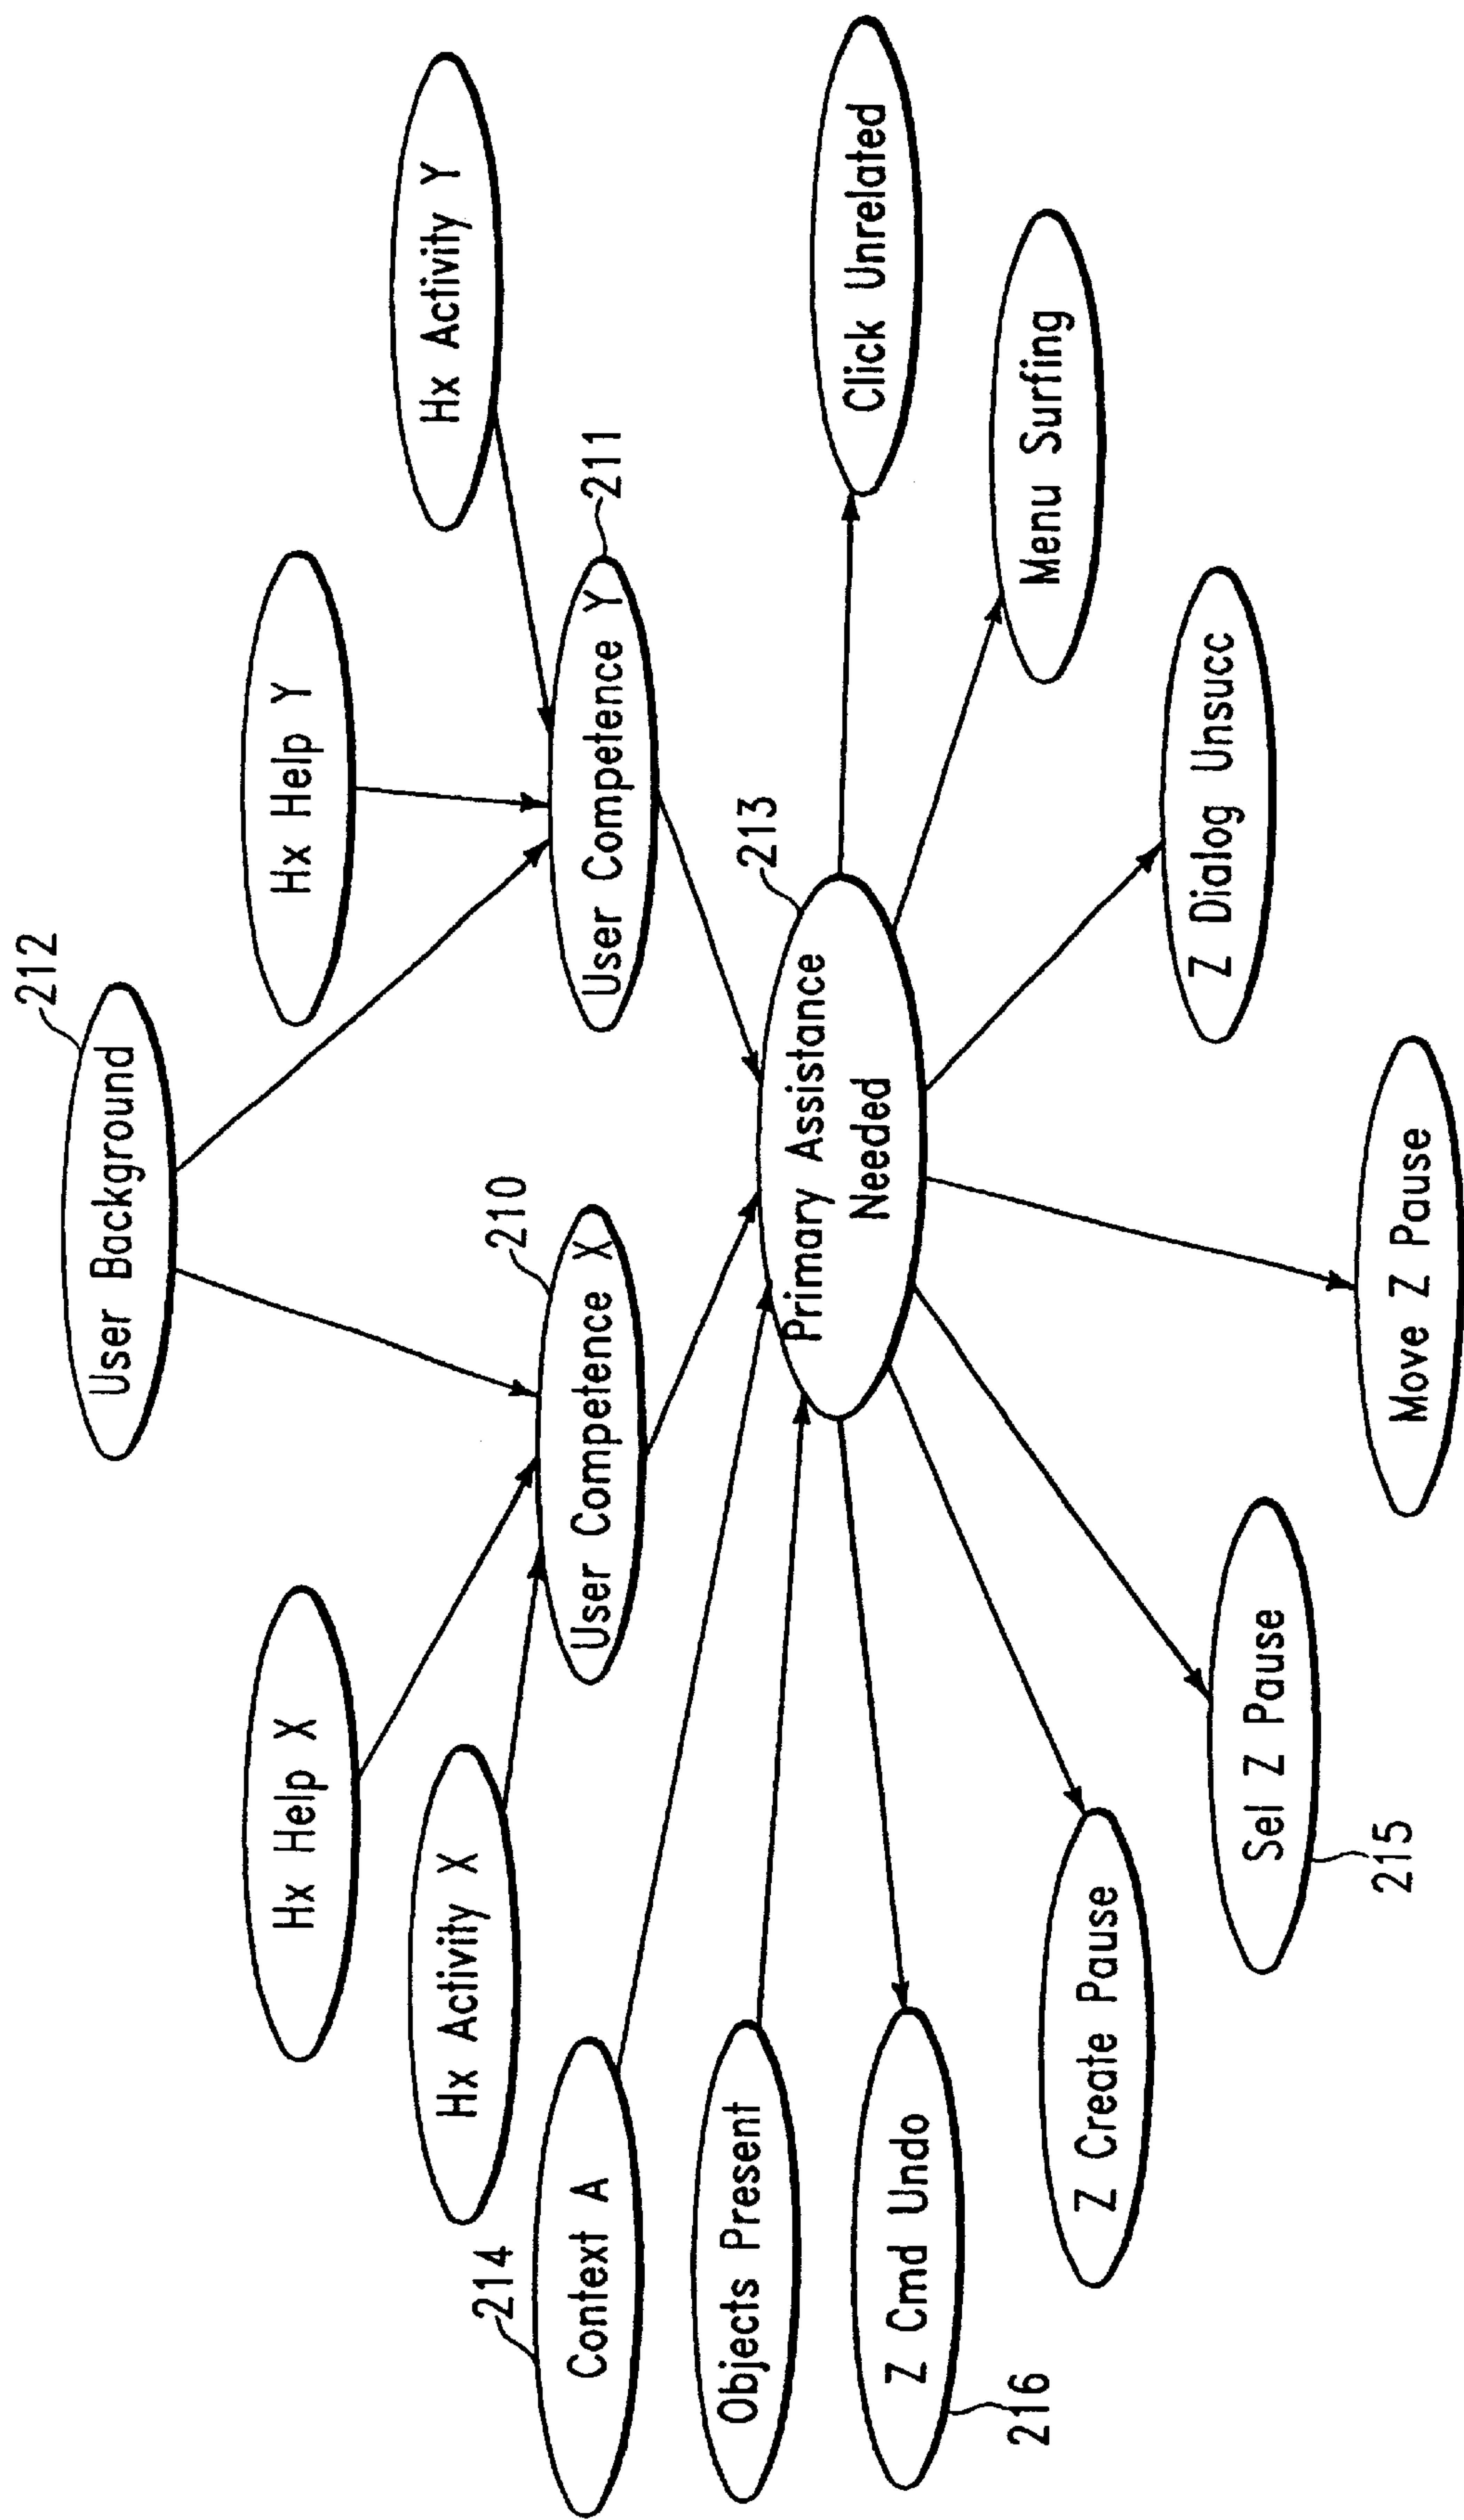 212
User Background
Hx Help X
Hx Help Y
Hx Activity X
Hx Activity Y
214
Context A
210
User Competence X
User Competence Y
211
Objects Present
213
Primary Assistance
Needed
Z Cmd Undo
216
Click Unrelated
Z Create Pause
Menu Surfing
Sel Z Pause
215
Z Dialog Unsucc
Move Z Pause